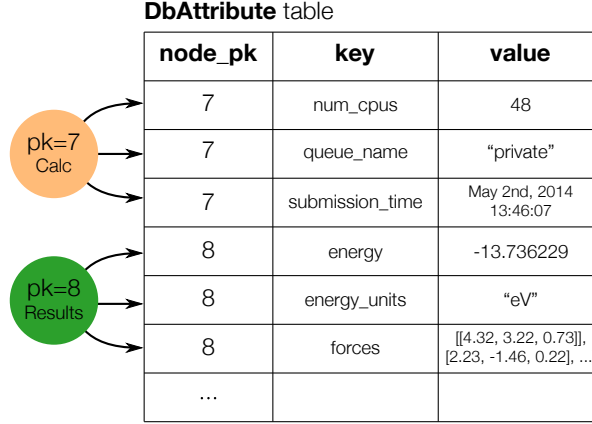 DbAttribute table
node_pk key value
7 num_cpus 48
pk=7
Calc
7 queue_name “private”
7 submission_time May 2nd, 2014
13:46:07
8 energy -13.736229
pk=8
Results
8 energy_units “eV”
8 forces [[4.32, 3.22, 0.73]],
[2.23, -1.46, 0.22], ...
...